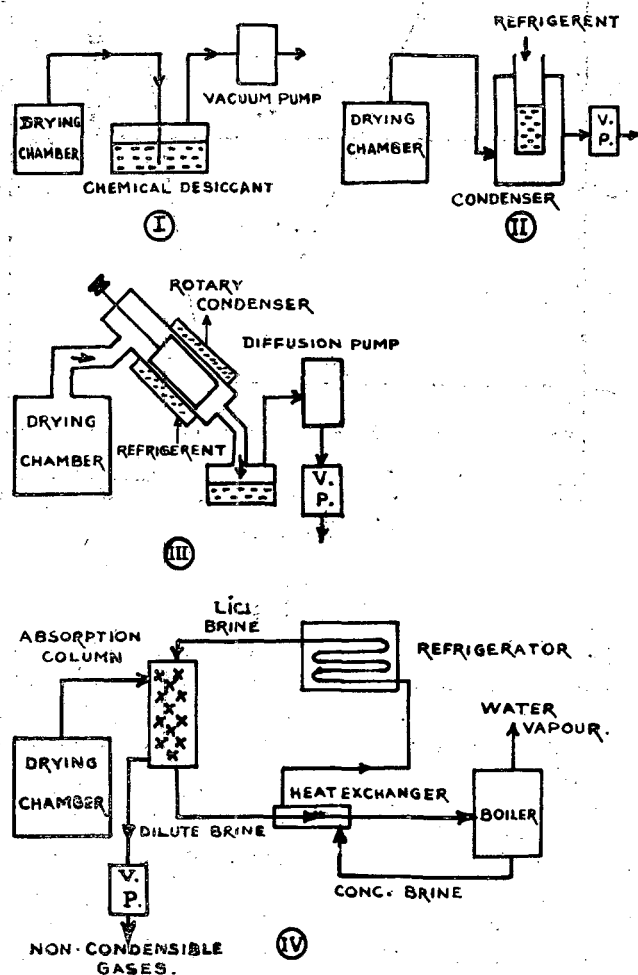 REFRIGERENT
VACUUM PUMP
DRYING
CHAMBER
CHEMICAL DESICCANT
I
DRYING
CHAMBER
V.
P.
CONDENSER
II
ROTARY
CONDENSER
DIFFUSION PUMP
DRYING
CHAMBER
REFRIGERENT
V.
P.
III
LiCl
BRINE
ABSORPTION
COLUMN
REFRIGERATOR
WATER
VAPOUR.
DRYING
CHAMBER
HEAT EXCHANGER
BOILER
DILUTE BRINE
CONC. BRINE
V.
P.
NON-CONDENSIBLE
GASES.
IV